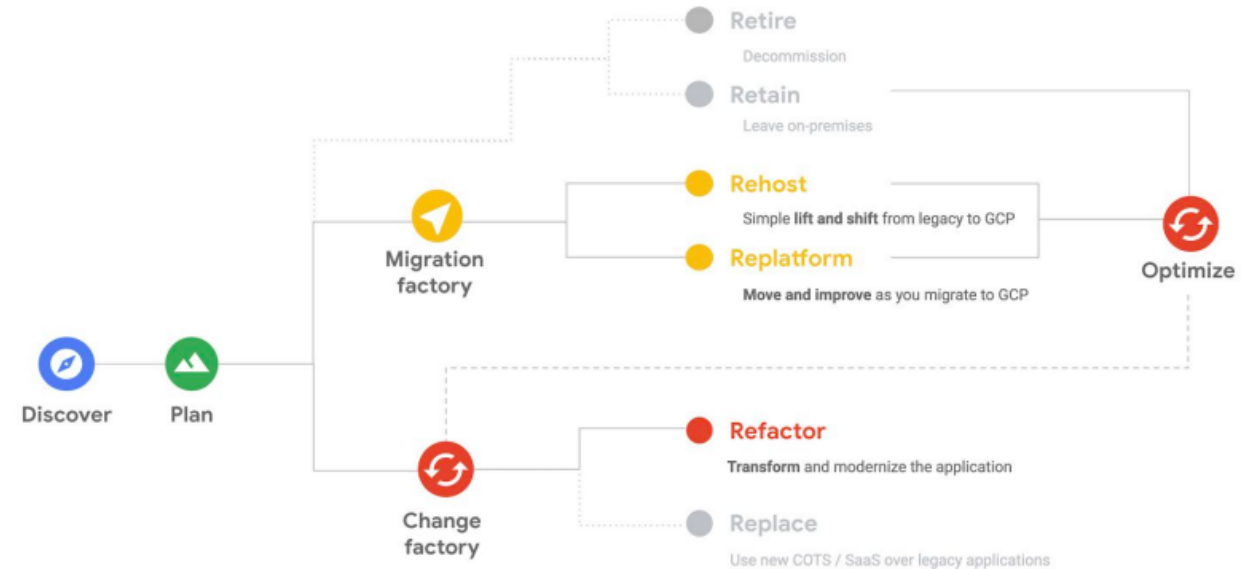 Retire
Decommission
Retain
Leave on-premises
Rehost
Simple lift and shift from legacy to GCP
Migration
factory
Replatform
Move and improve as you migrate to GCP
Optimize
Discover
Plan
Refactor
Transform and modernize the application
Change
factory
Replace
Use new COTS / SaaS over legacy applications